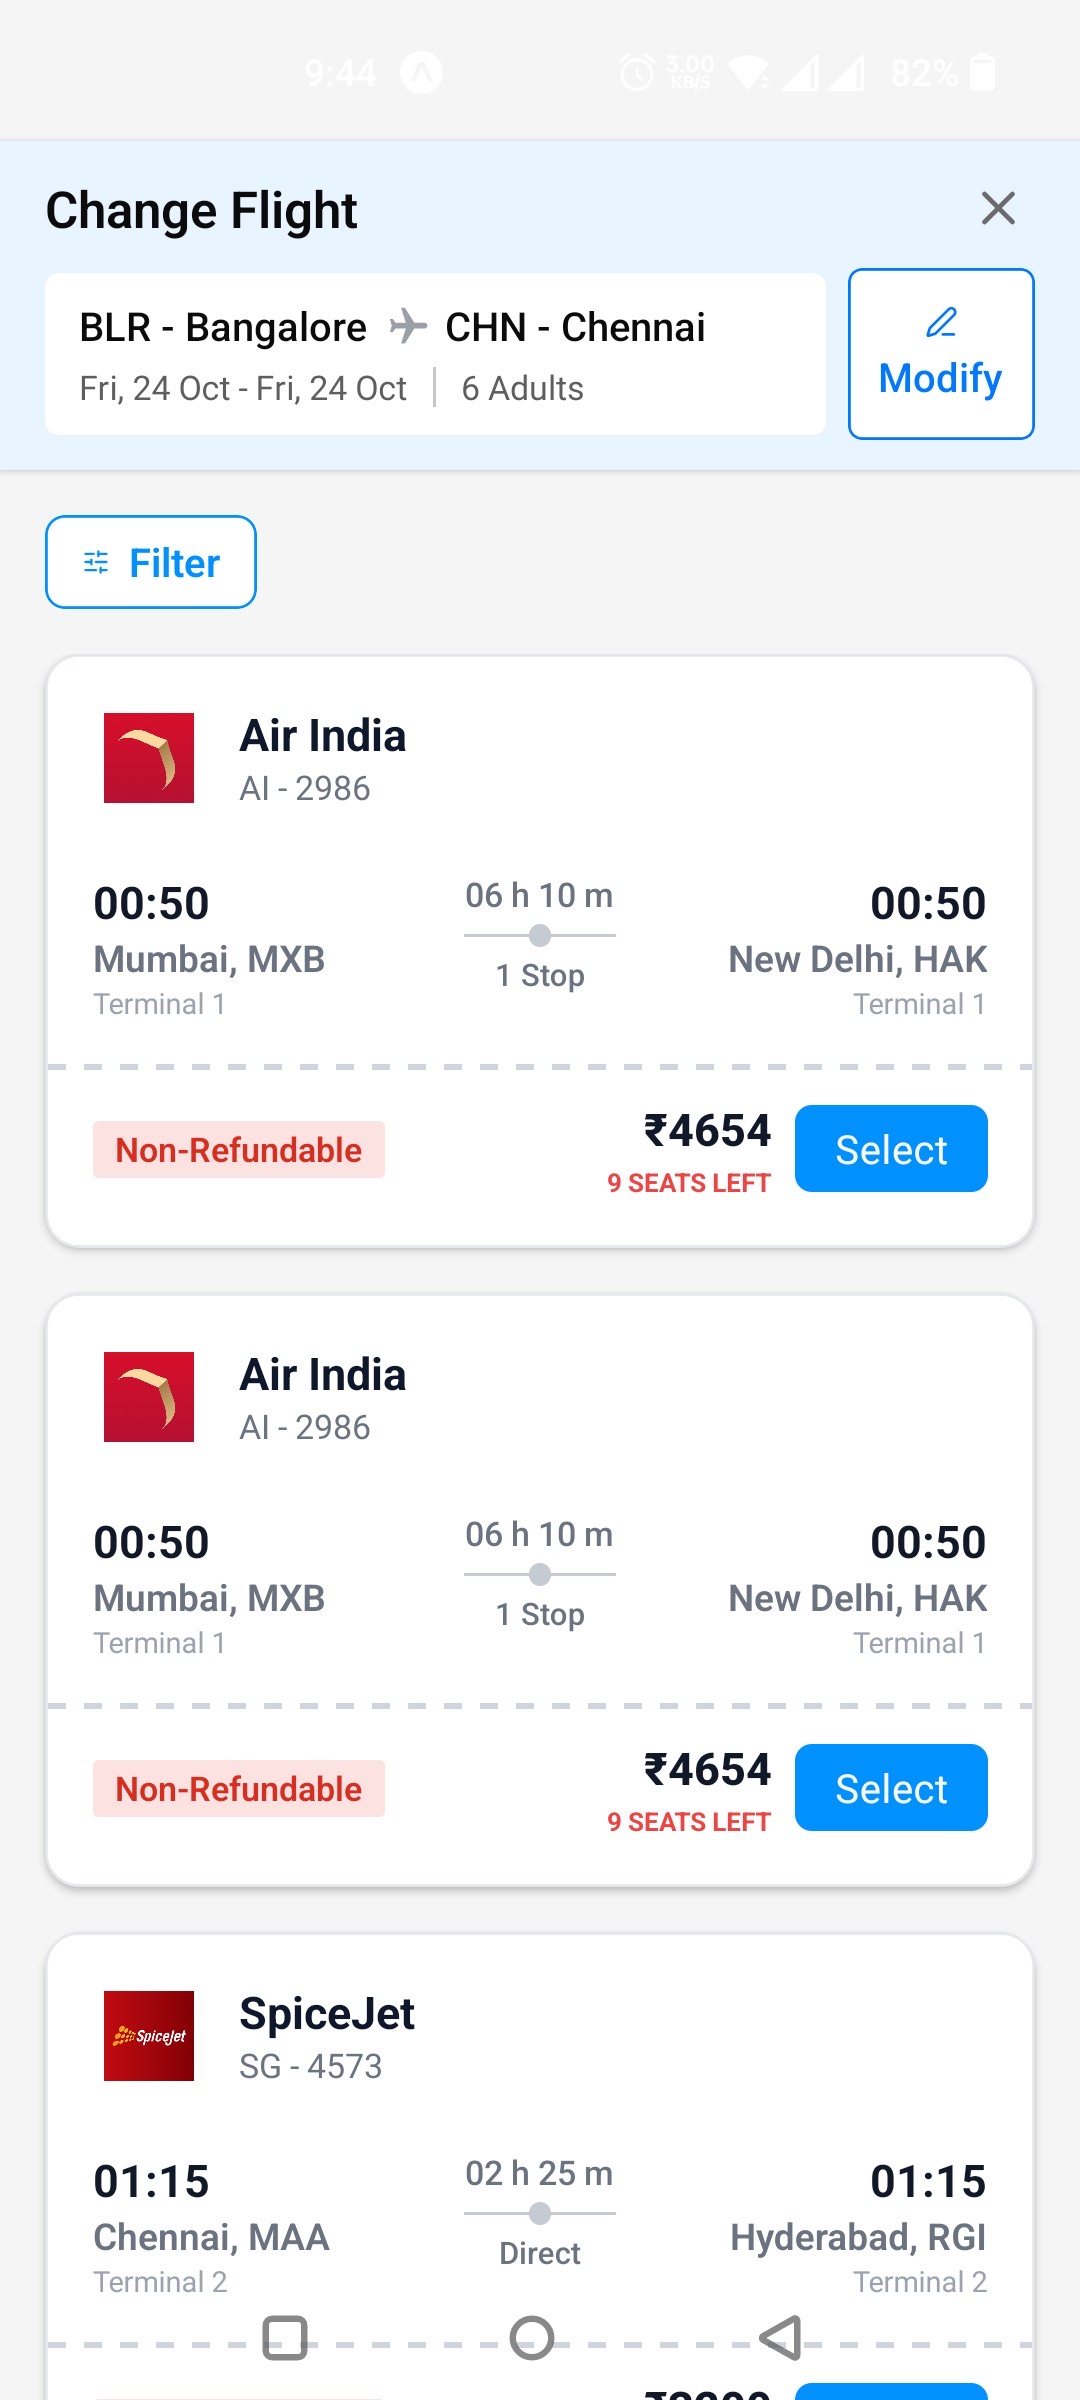 9:44
3.00
KB/S
82%
Change Flight
BLR - Bangalore CHN - Chennai
Fri, 24 Oct - Fri, 24 Oct 6 Adults
Modify
Filter
Air India
AI - 2986
00:50 06 h 10 m 00:50
Mumbai, MXB New Delhi, HAK
1 Stop
Terminal 1 Terminal 1
Non-Refundable ₹4654 Select
9 SEATS LEFT
Air India
AI - 2986
00:50 06 h 10 m 00:50
Mumbai, MXB New Delhi, HAK
1 Stop
Terminal 1 Terminal 1
Non-Refundable ₹4654 Select
9 SEATS LEFT
SpiceJet
SpiceJet
SG - 4573
01:15 02 h 25 m 01:15
Chennai, MAA Hyderabad, RGI
Direct
Terminal 2 Terminal 2